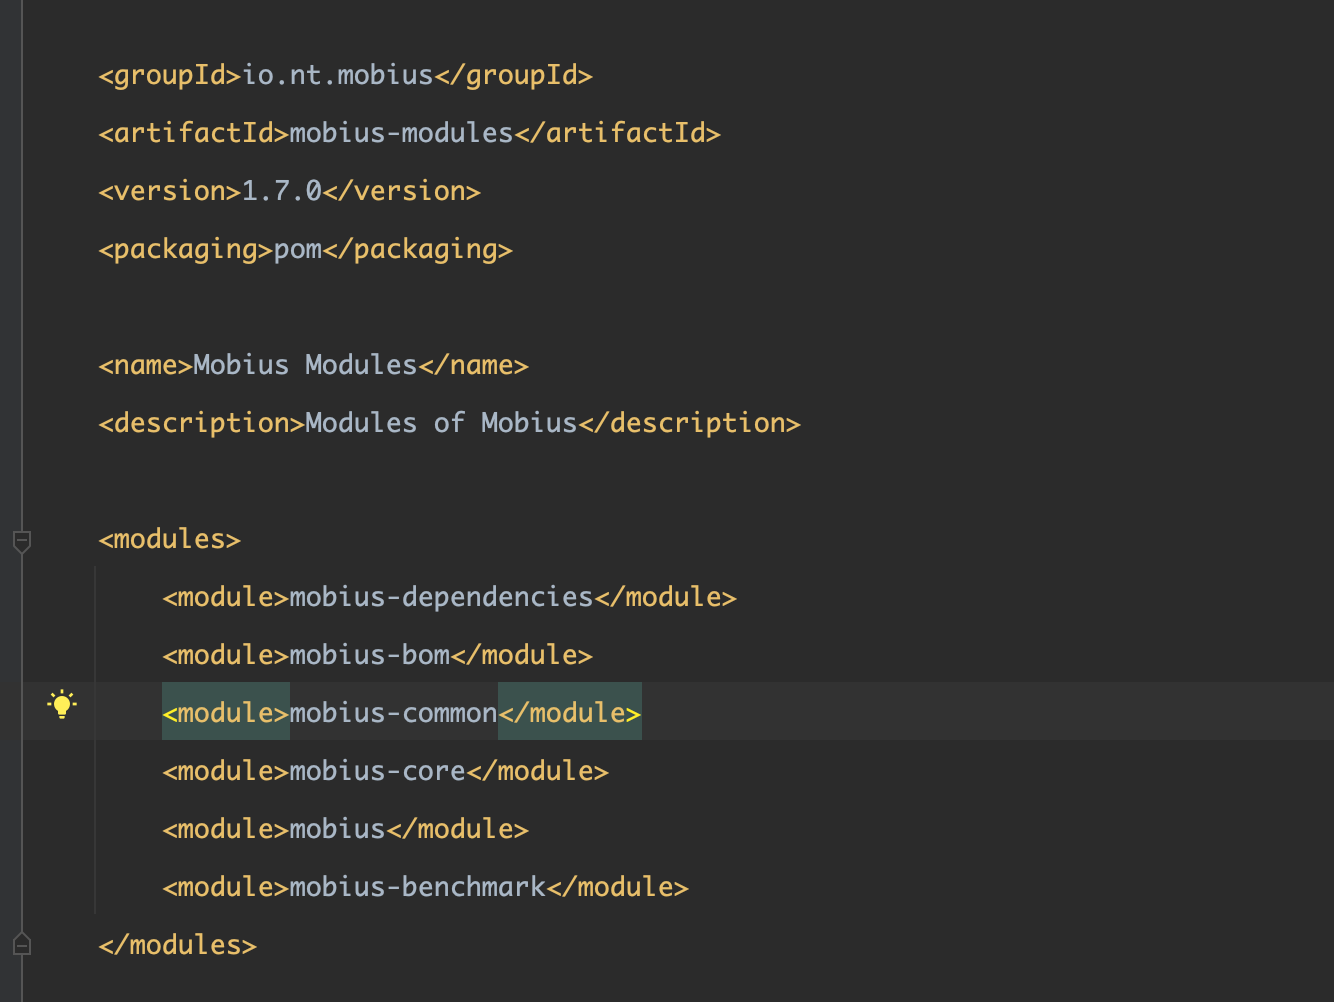 <groupId>io.nt.mobius</groupId>
<artifactId>mobius-modules</artifactId>
<version>1.7.0</version>
<packaging>pom</packaging>
<name>Mobius Modules</name>
<description>Modules of Mobius</description>
<modules>
<module>mobius-dependencies</module>
<module>mobius-bom</module>
<module>mobius-common</module>
<module>mobius-core</module>
<module>mobius</module>
<module>mobius-benchmark</module>
</modules>